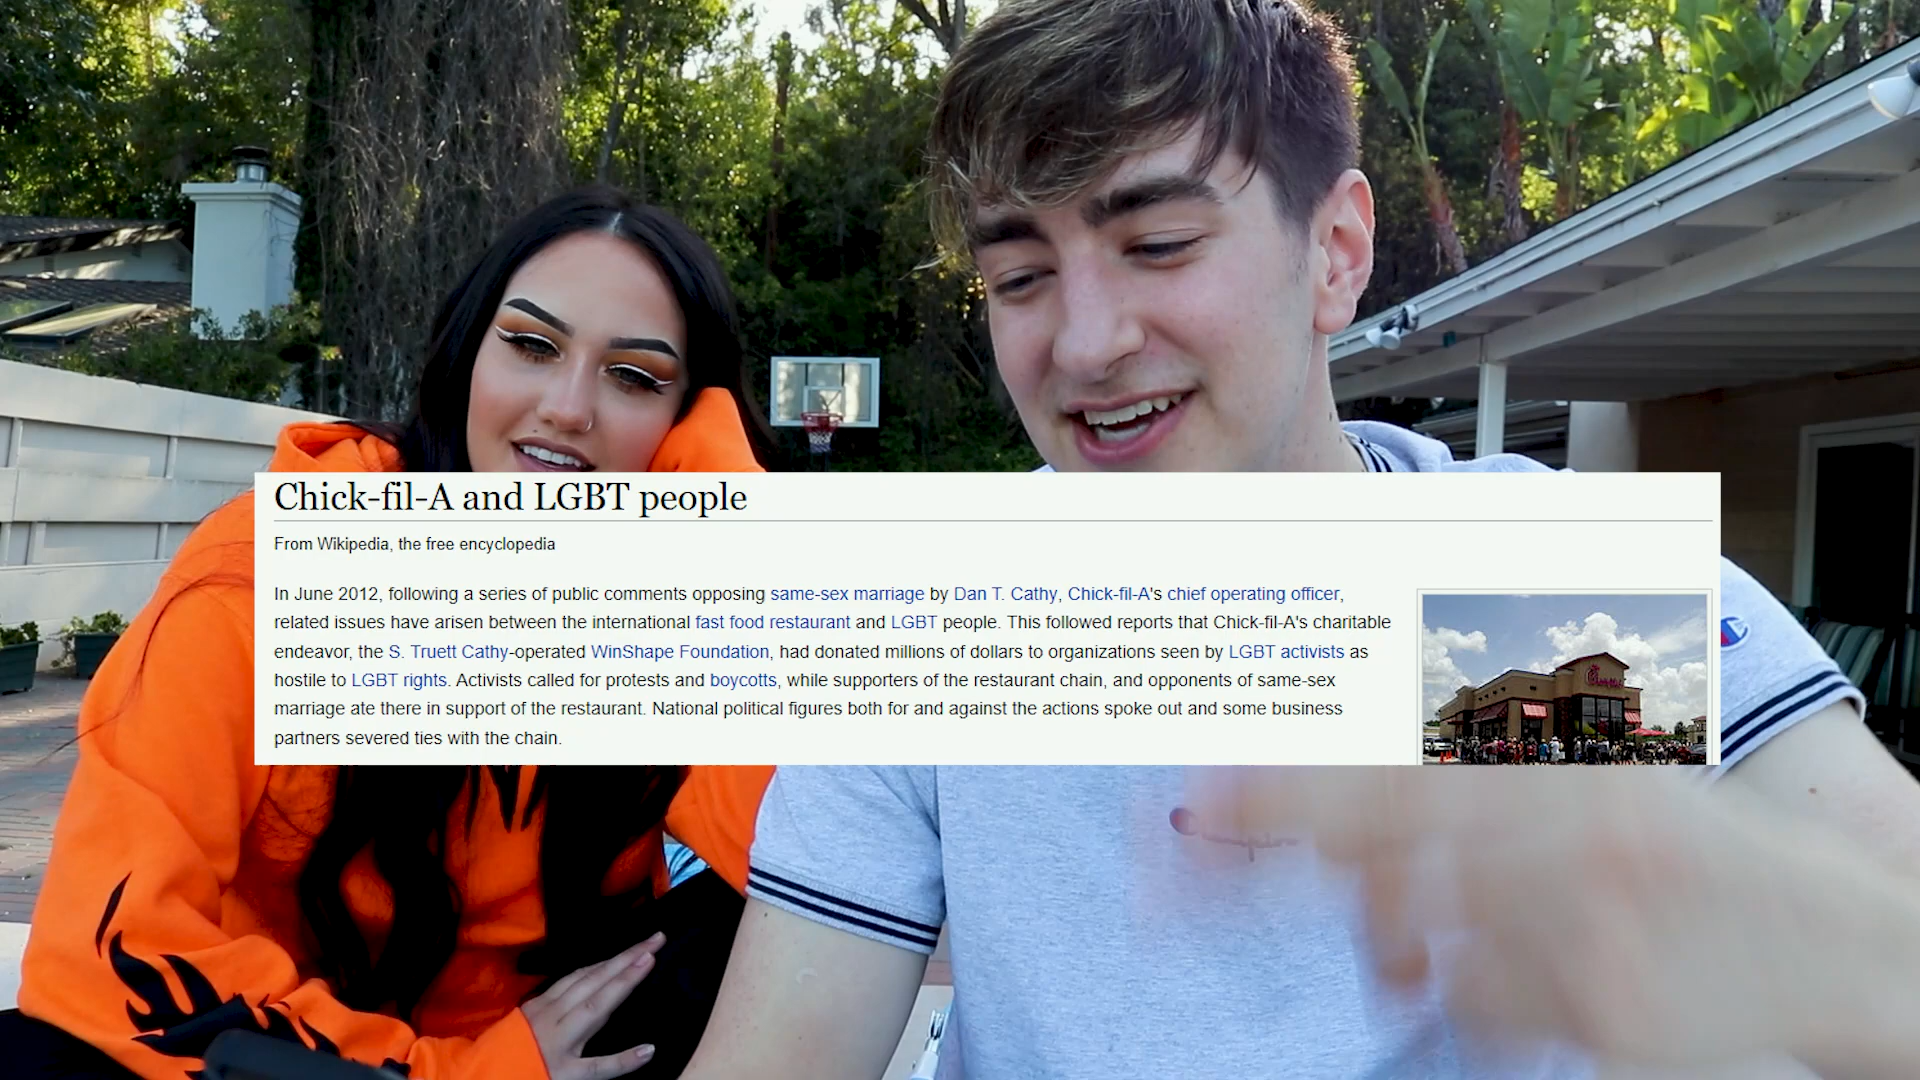 Chick-fil-A and LGBT people
From Wikipedia, the free encyclopedia
In June 2012, following a series of public comments opposing same-sex marriage by Dan T. Cathy, Chick-fil-A's chief operating officer,
related issues have arisen between the international fast food restaurant and LGBT people. This followed reports that Chick-fil-A's charitable
endeavor, the S. Truett Cathy-operated WinShape Foundation, had donated millions of dollars to organizations seen by LGBT activists as
hostile to LGBT rights. Activists called for protests and boycotts, while supporters of the restaurant chain, and opponents of same-sex
marriage ate there in support of the restaurant. National political figures both for and against the actions spoke out and some business
partners severed ties with the chain.
Champion